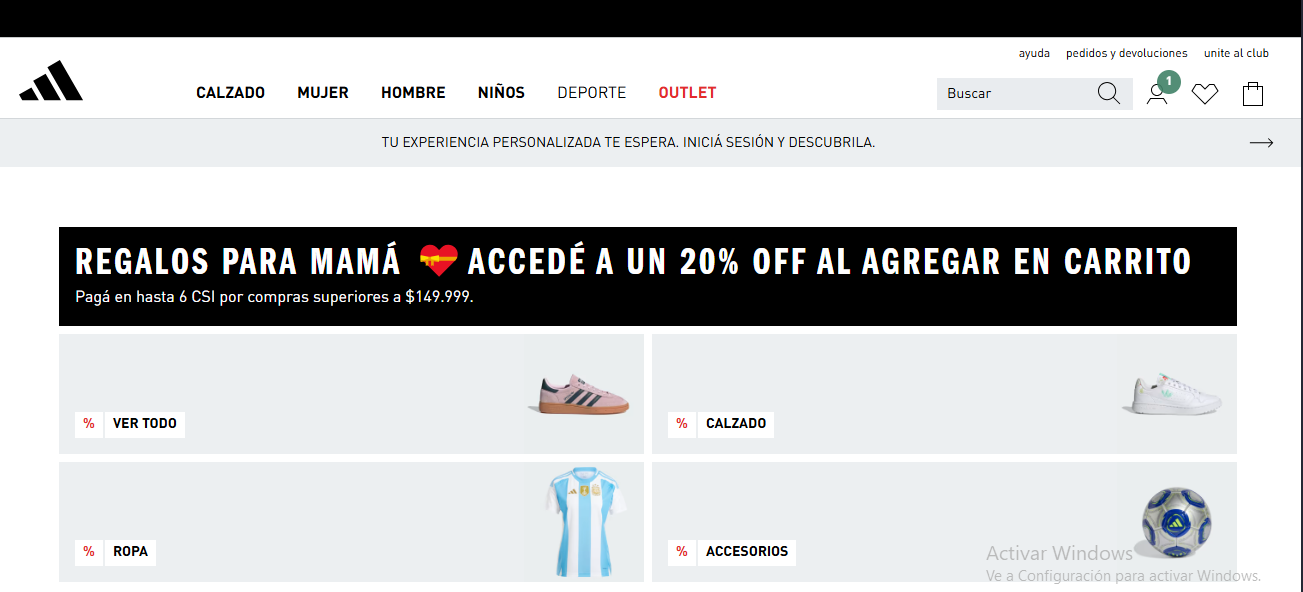 ayuda pedidos y devoluciones unite al club
CALZADO MUJER HOMBRE NIÑOS DEPORTE OUTLET
Buscar
1
TU EXPERIENCIA PERSONALIZADA TE ESPERA. INICIÁ SESIÓN Y DESCUBRILA.
REGALOS PARA MAMÁ 💝 ACCEDÉ A UN 20% OFF AL AGREGAR EN CARRITO
Pagá en hasta 6 CSI por compras superiores a $149.999.
% VER TODO
% CALZADO
% ROPA
% ACCESORIOS
Activar Windows
Ve a Configuración para activar Windows.